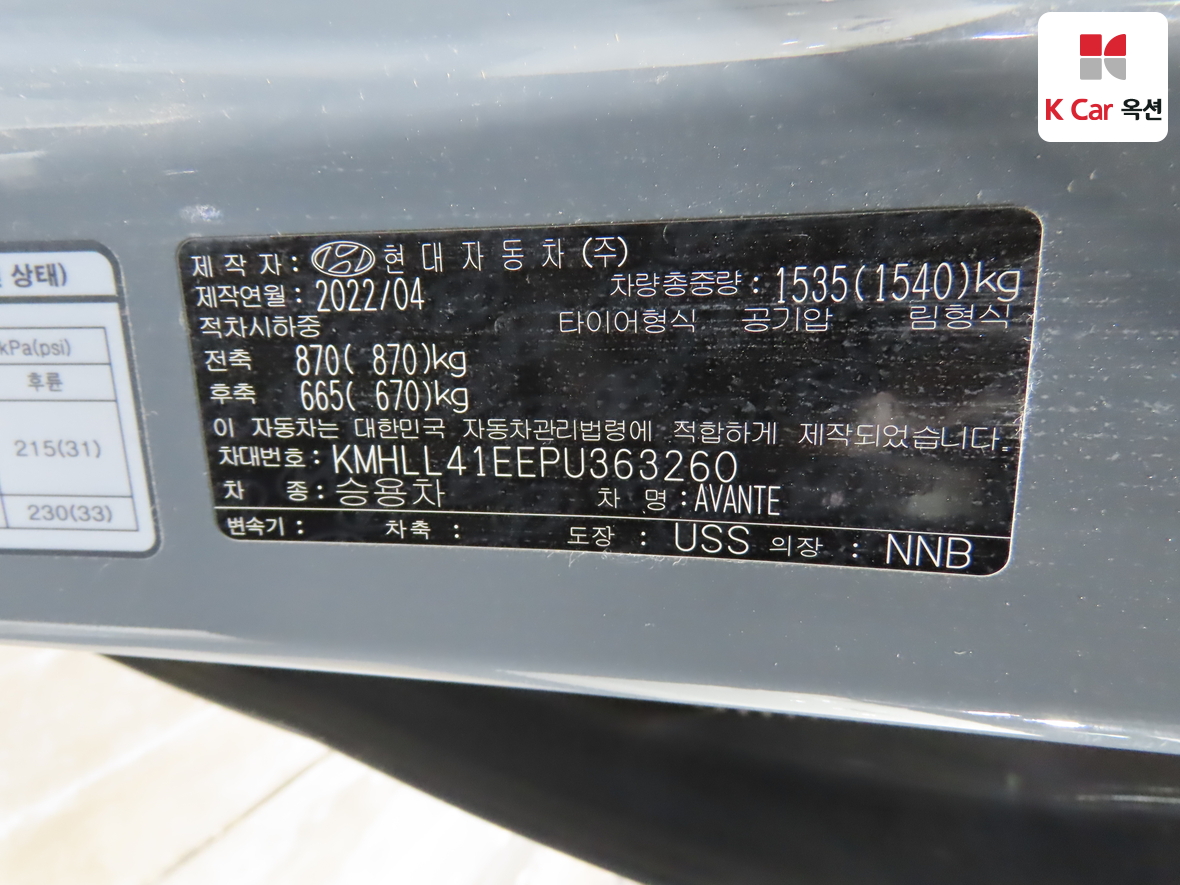 K Car 옥션
상태)
kPa(psi)
후륜
215(31)
230(33)
제 작 자 : 현 대 자 동 차 (주)
제작연월 : 2022/04 차량총중량 : 1535(1540)kg
적차시하중 타이어형식 공기압 림형식
전축 870( 870)kg
후축 665( 670)kg
이 자동차는 대한민국 자동차관리법령에 적합하게 제작되었습니다.
차대번호 : KMHLL41EEPU363260
차 종 : 승용차 차 명 : AVANTE
변속기 : 차축 : 도장 : USS 의장 : NNB